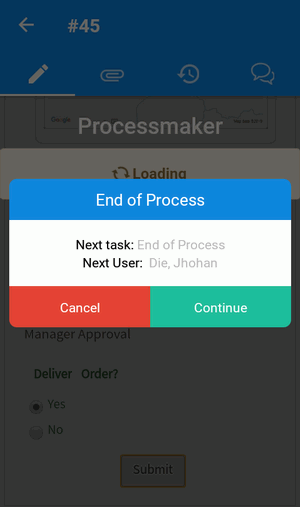 #45
Processmaker
Loading
End of Process
Next task: End of Process
Next User: Die, Jhohan
Cancel
Continue
Manager Approval
Deliver Order?
Yes
No
Submit